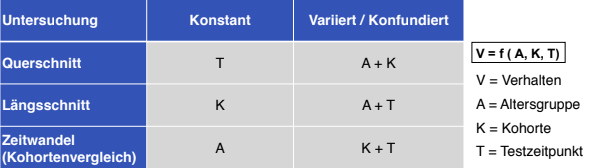 Untersuchung Konstant Variiert / Konfundiert
Querschnitt T A + K
Längsschnitt K A + T
Zeitwandel
(Kohortenvergleich) A K + T
V = f ( A, K, T)
V = Verhalten
A = Altersgruppe
K = Kohorte
T = Testzeitpunkt